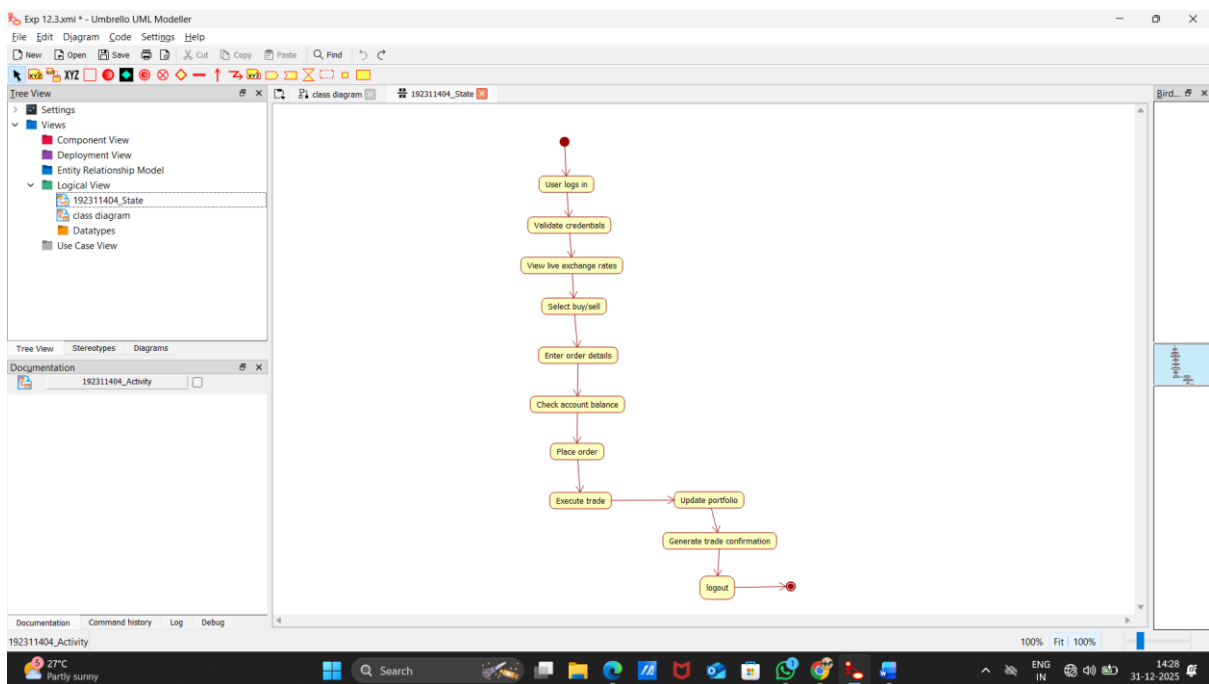 Exp 12.3.xmi * - Umbrello UML Modeller
File Edit Diagram Code Settings Help
New Open Save Cut Copy Paste Find
XYZ
Tree View
class diagram
192311404_State
Bird...
Settings
Views
Component View
Deployment View
Entity Relationship Model
Logical View
192311404_State
class diagram
Datatypes
Use Case View
Tree View Stereotypes Diagrams
Documentation
192311404_Activity
User logs in
Validate credentials
View live exchange rates
Select buy/sell
Enter order details
Check account balance
Place order
Execute trade
Update portfolio
Generate trade confirmation
logout
Documentation Command history Log Debug
192311404_Activity
100% Fit 100%
5
27°C
Partly sunny
Search
1
ENG
IN
14:28
31-12-2025